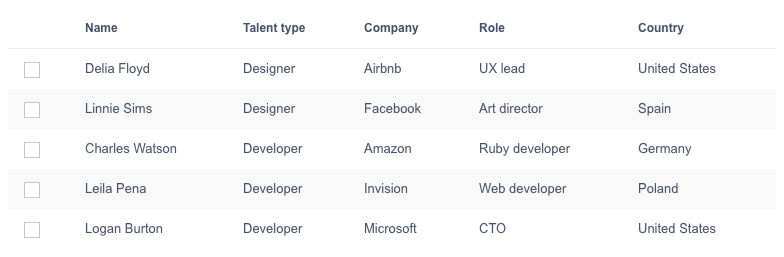 Name Talent type Company Role Country
Delia Floyd Designer Airbnb UX lead United States
Linnie Sims Designer Facebook Art director Spain
Charles Watson Developer Amazon Ruby developer Germany
Leila Pena Developer Invision Web developer Poland
Logan Burton Developer Microsoft CTO United States